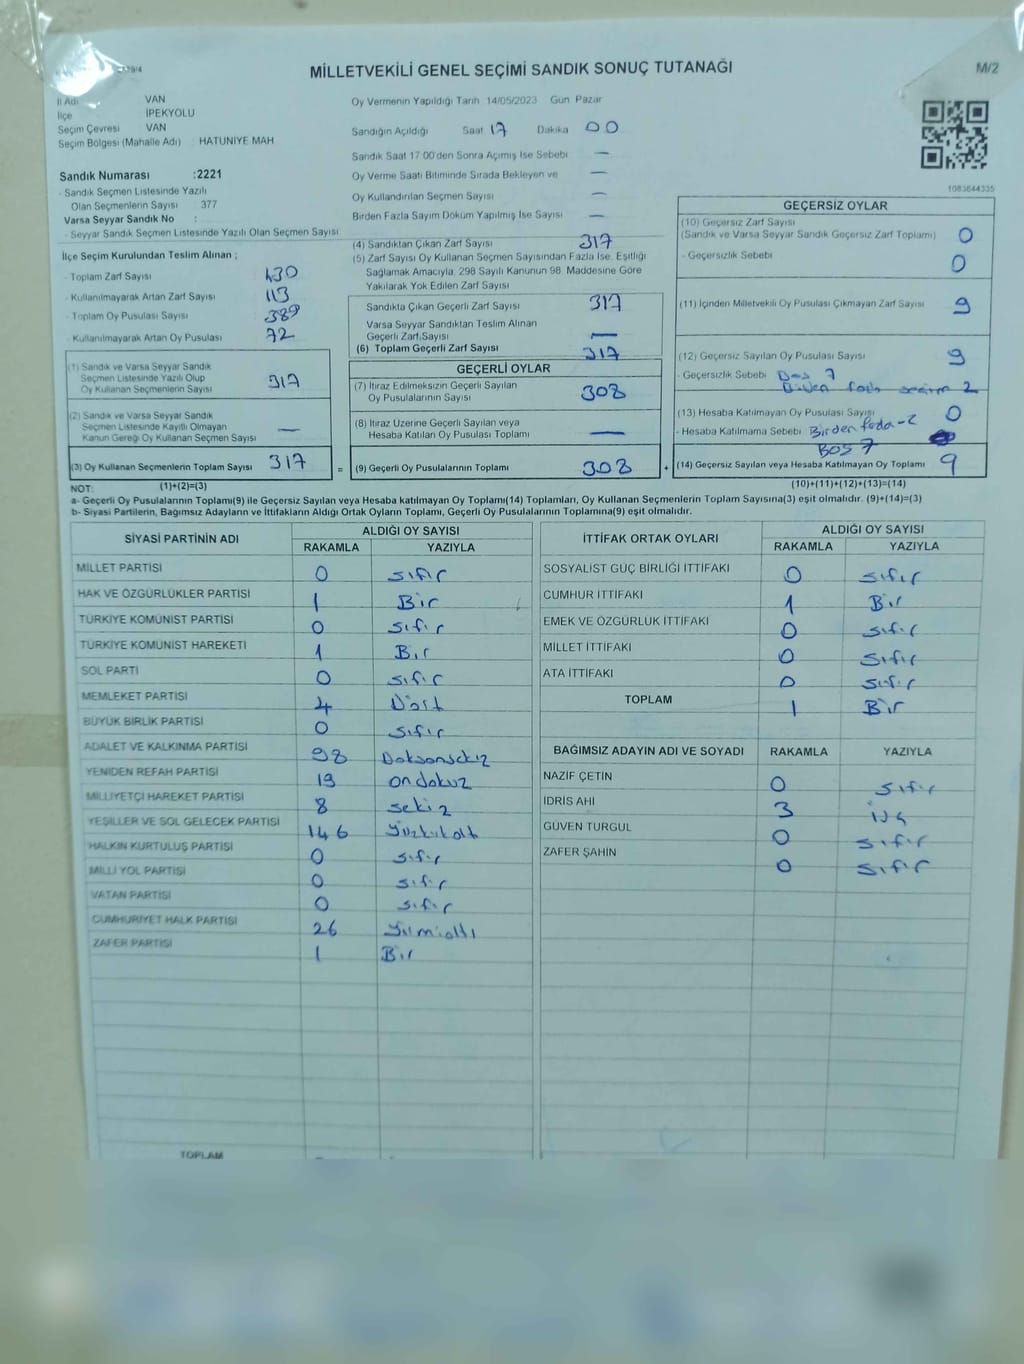 MİLLETVEKİLİ GENEL SEÇİMİ SANDIK SONUÇ TUTANAĞI
M/2
İl Adı VAN
İlçe İPEKYOLU
Seçim Çevresi VAN
Seçim Bölgesi (Mahalle Adı) : HATUNİYE MAH
Oy Vermenin Yapıldığı Tarih 14/05/2023 Gün Pazar
Sandığın Açıldığı Saat 17 Dakika 00
Sandık Saat 17 00'den Sonra Açımış İse Sebebi —
Oy Verme Saati Bitiminde Sırada Bekleyen ve —
Oy Kullandırılan Seçmen Sayısı —
Birden Fazla Sayım Döküm Yapılmış İse Sayısı —
1083644335
Sandık Numarası :2221
- Sandık Seçmen Listesinde Yazılı
Olan Seçmenlerin Sayısı 377
Varsa Seyyar Sandık No :
- Seyyar Sandık Seçmen Listesinde Yazılı Olan Seçmen Sayısı
İlçe Seçim Kurulundan Teslim Alınan ;
- Toplam Zarf Sayısı 430
- Kullanılmayarak Artan Zarf Sayısı 113
- Toplam Oy Pusulası Sayısı 389
- Kullanılmayarak Artan Oy Pusulası 72
(1) Sandık ve Varsa Seyyar Sandık
Seçmen Listesinde Yazılı Olup
Oy Kullanan Seçmenlerin Sayısı 317
(2) Sandık ve Varsa Seyyar Sandık
Seçmen Listesinde Kayıtlı Olmayan
Kanun Gereği Oy Kullanan Seçmen Sayısı —
(3) Oy Kullanan Seçmenlerin Toplam Sayısı 317
(1)+(2)=(3)
(4) Sandıktan Çıkan Zarf Sayısı 317
(5) Zarf Sayısı Oy Kullanan Seçmen Sayısından Fazla İse, Eşitliği
Sağlamak Amacıyla, 298 Sayılı Kanunun 98. Maddesine Göre
Yakılarak Yok Edilen Zarf Sayısı
Sandıkta Çıkan Geçerli Zarf Sayısı 317
Varsa Seyyar Sandıktan Teslim Alınan
Geçerli Zarf Sayısı —
(6) Toplam Geçerli Zarf Sayısı 317
GEÇERLİ OYLAR
(7) İtiraz Edilmeksizin Geçerli Sayılan
Oy Pusulalarının Sayısı 308
(8) İtiraz Üzerine Geçerli Sayılan veya
Hesaba Katılan Oy Pusulası Toplamı —
= (9) Geçerli Oy Pusulalarının Toplamı 308 +
GEÇERSİZ OYLAR
(10) Geçersiz Zarf Sayısı
(Sandık ve Varsa Seyyar Sandık Geçersiz Zarf Toplamı) 0
- Geçersizlik Sebebi 0
(11) İçinden Milletvekili Oy Pusulası Çıkmayan Zarf Sayısı 9
(12) Geçersiz Sayılan Oy Pusulası Sayısı 9
- Geçersizlik Sebebi Boş 7
2
(13) Hesaba Katılmayan Oy Pusulası Sayısı 0
- Hesaba Katılmama Sebebi Birden fazla - 2
BOŞ 7
(14) Geçersiz Sayılan veya Hesaba Katılmayan Oy Toplamı 9
(10)+(11)+(12)+(13)=(14)
NOT:
a- Geçerli Oy Pusulalarının Toplamı(9) ile Geçersiz Sayılan veya Hesaba katılmayan Oy Toplamı(14) Toplamları, Oy Kullanan Seçmenlerin Toplam Sayısına(3) eşit olmalıdır. (9)+(14)=(3)
b- Siyasi Partilerin, Bağımsız Adayların ve İttifakların Aldığı Ortak Oyların Toplamı, Geçerli Oy Pusulalarının Toplamına(9) eşit olmalıdır.
SİYASİ PARTİNİN ADI ALDIĞI OY SAYISI
RAKAMLA YAZIYLA
MİLLET PARTİSİ 0 sıfır
HAK VE ÖZGÜRLÜKLER PARTİSİ 1 Bir
TÜRKİYE KOMÜNİST PARTİSİ 0 sıfır
TÜRKİYE KOMÜNİST HAREKETİ 1 Bir
SOL PARTİ 0 sıfır
MEMLEKET PARTİSİ 4 Dört
BÜYÜK BİRLİK PARTİSİ 0 sıfır
ADALET VE KALKINMA PARTİSİ 98 Doksansekiz
YENİDEN REFAH PARTİSİ 19 on dokuz
MİLLİYETÇİ HAREKET PARTİSİ 8 sekiz
YEŞİLLER VE SOL GELECEK PARTİSİ 146
HALKIN KURTULUŞ PARTİSİ 0 sıfır
MİLLİ YOL PARTİSİ 0 sıfır
VATAN PARTİSİ 0 sıfır
CUMHURİYET HALK PARTİSİ 26 yirmialtı
ZAFER PARTİSİ 1 Bir
TOPLAM
İTTİFAK ORTAK OYLARI ALDIĞI OY SAYISI
RAKAMLA YAZIYLA
SOSYALİST GÜÇ BİRLİĞİ İTTİFAKI 0 sıfır
CUMHUR İTTİFAKI 1 Bir
EMEK VE ÖZGÜRLÜK İTTİFAKI 0 sıfır
MİLLET İTTİFAKI 0 sıfır
ATA İTTİFAKI 0 sıfır
TOPLAM 1 Bir
BAĞIMSIZ ADAYIN ADI VE SOYADI RAKAMLA YAZIYLA
NAZİF ÇETİN 0 sıfır
İDRİS AHİ 3 üç
GÜVEN TURGUL 0 sıfır
ZAFER ŞAHİN 0 sıfır